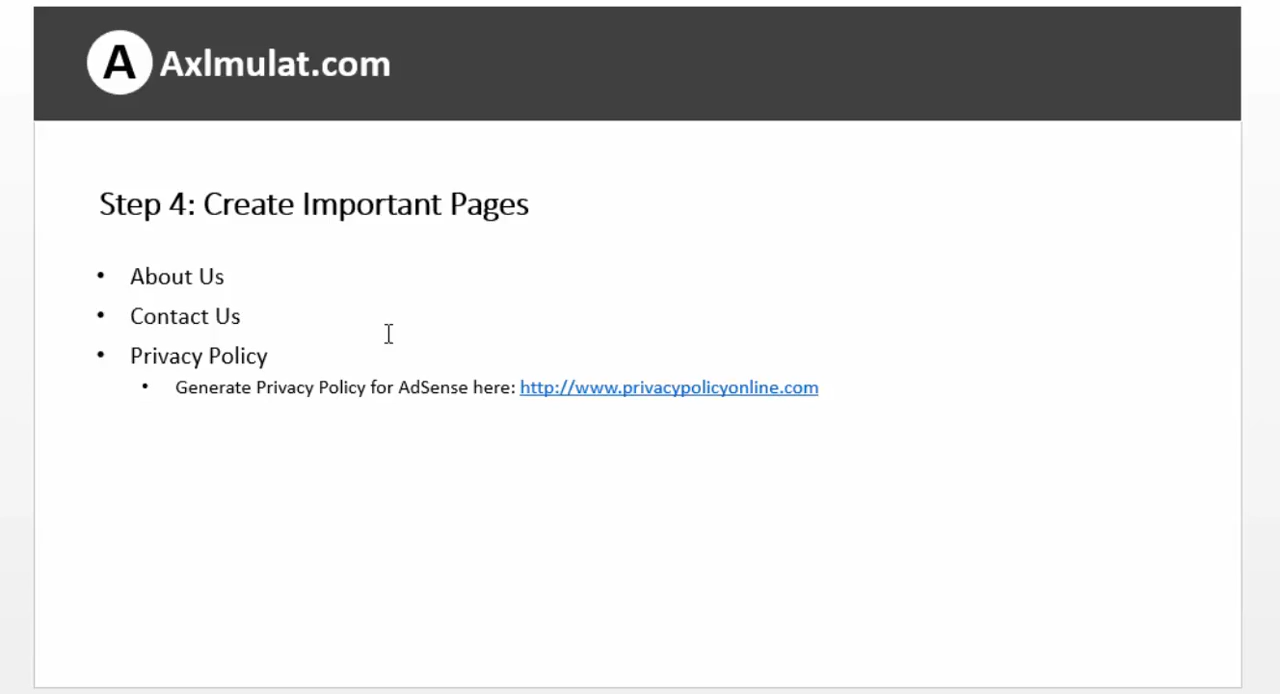 A Axlmulat.com
Step 4: Create Important Pages
• About Us
• Contact Us
• Privacy Policy
• Generate Privacy Policy for AdSense here: http://www.privacypolicyonline.com